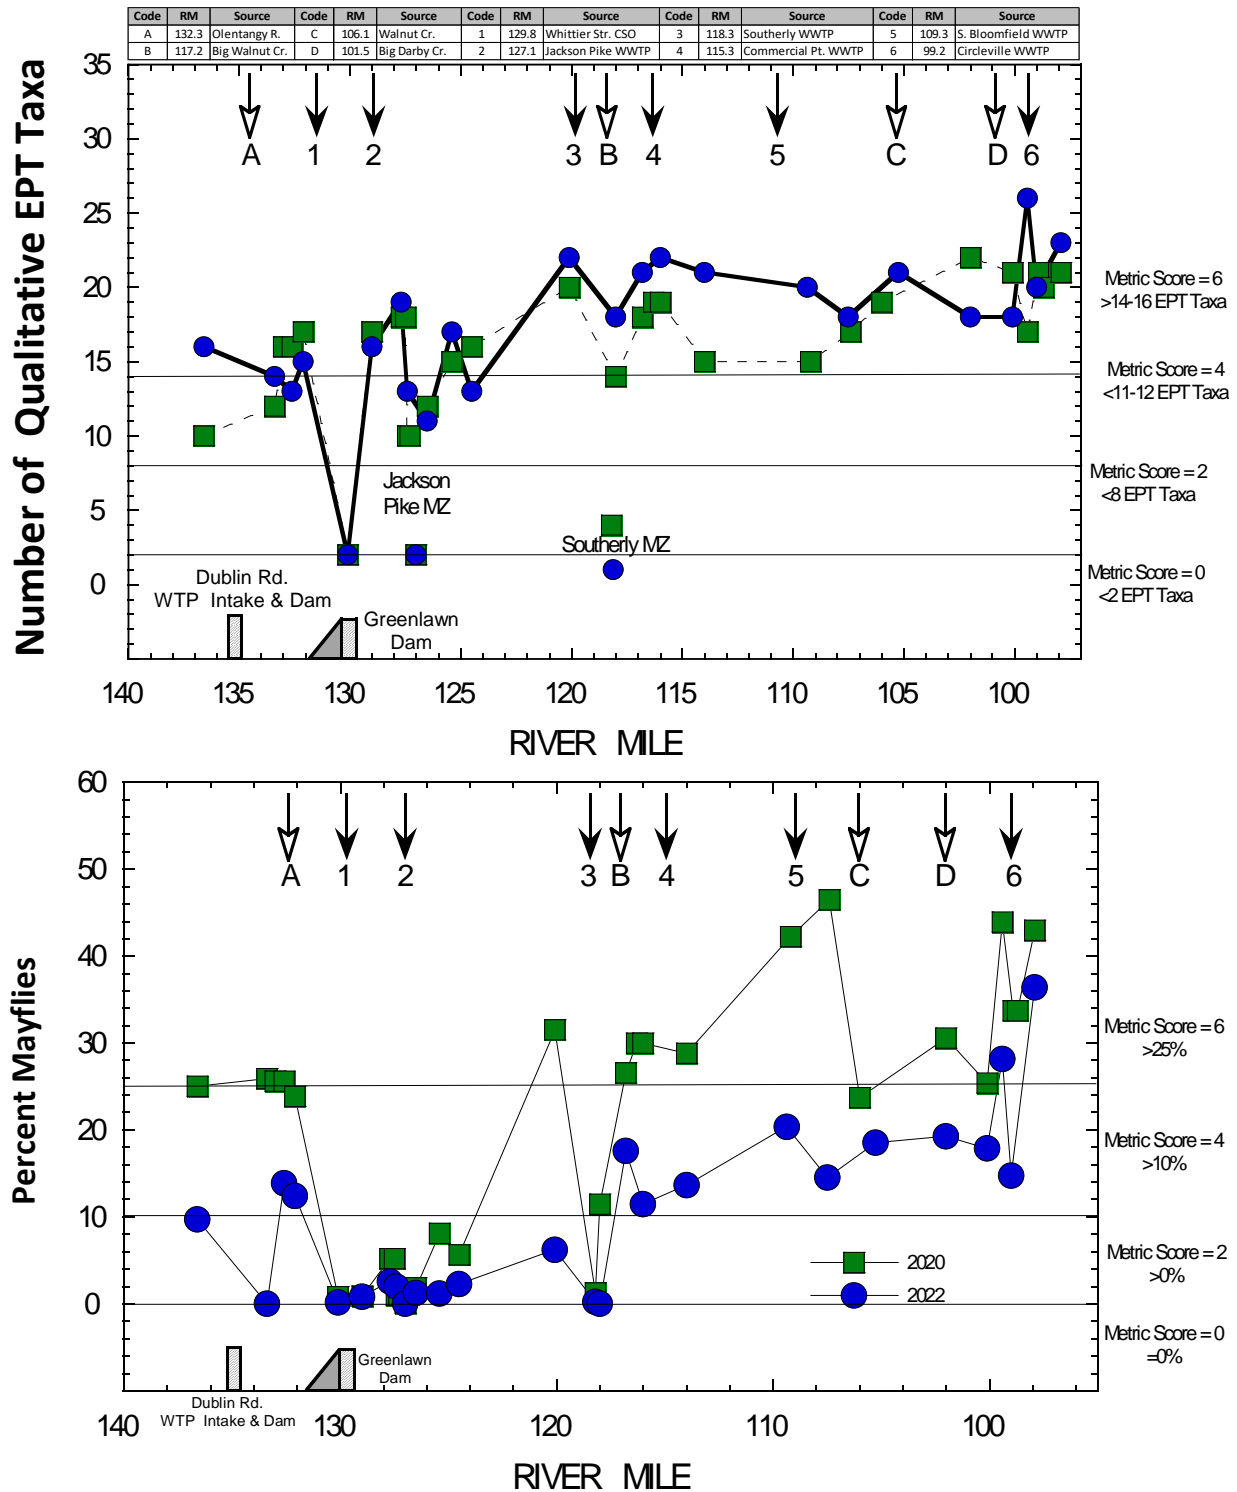 Code RM Source Code RM Source Code RM Source Code RM Source Code RM Source
A 132.3 Olentangy R. C 106.1 Walnut Cr. 1 129.8 Whittier Str. CSO 3 118.3 Southerly WWTP 5 109.3 S. Bloomfield WWTP
B 117.2 Big Walnut Cr. D 101.5 Big Darby Cr. 2 127.1 Jackson Pike WWTP 4 115.3 Commercial Pt. WWTP 6 99.2 Circleville WWTP
Number of Qualitative EPT Taxa
35
30
25
20
15
10
5
0
A 1 2 3 B 4 5 C D 6
Metric Score = 6
>14-16 EPT Taxa
Metric Score = 4
<11-12 EPT Taxa
Metric Score = 2
<8 EPT Taxa
Metric Score = 0
<2 EPT Taxa
Jackson
Pike MZ
Southerly MZ
Dublin Rd.
WTP Intake & Dam
Greenlawn
Dam
140 135 130 125 120 115 110 105 100
RIVER MILE
Percent Mayflies
60
50
40
30
20
10
0
A 1 2 3 B 4 5 C D 6
Metric Score = 6
>25%
Metric Score = 4
>10%
Metric Score = 2
>0%
Metric Score = 0
=0%
2020
2022
Greenlawn
Dam
Dublin Rd.
WTP Intake & Dam
140 130 120 110 100
RIVER MILE